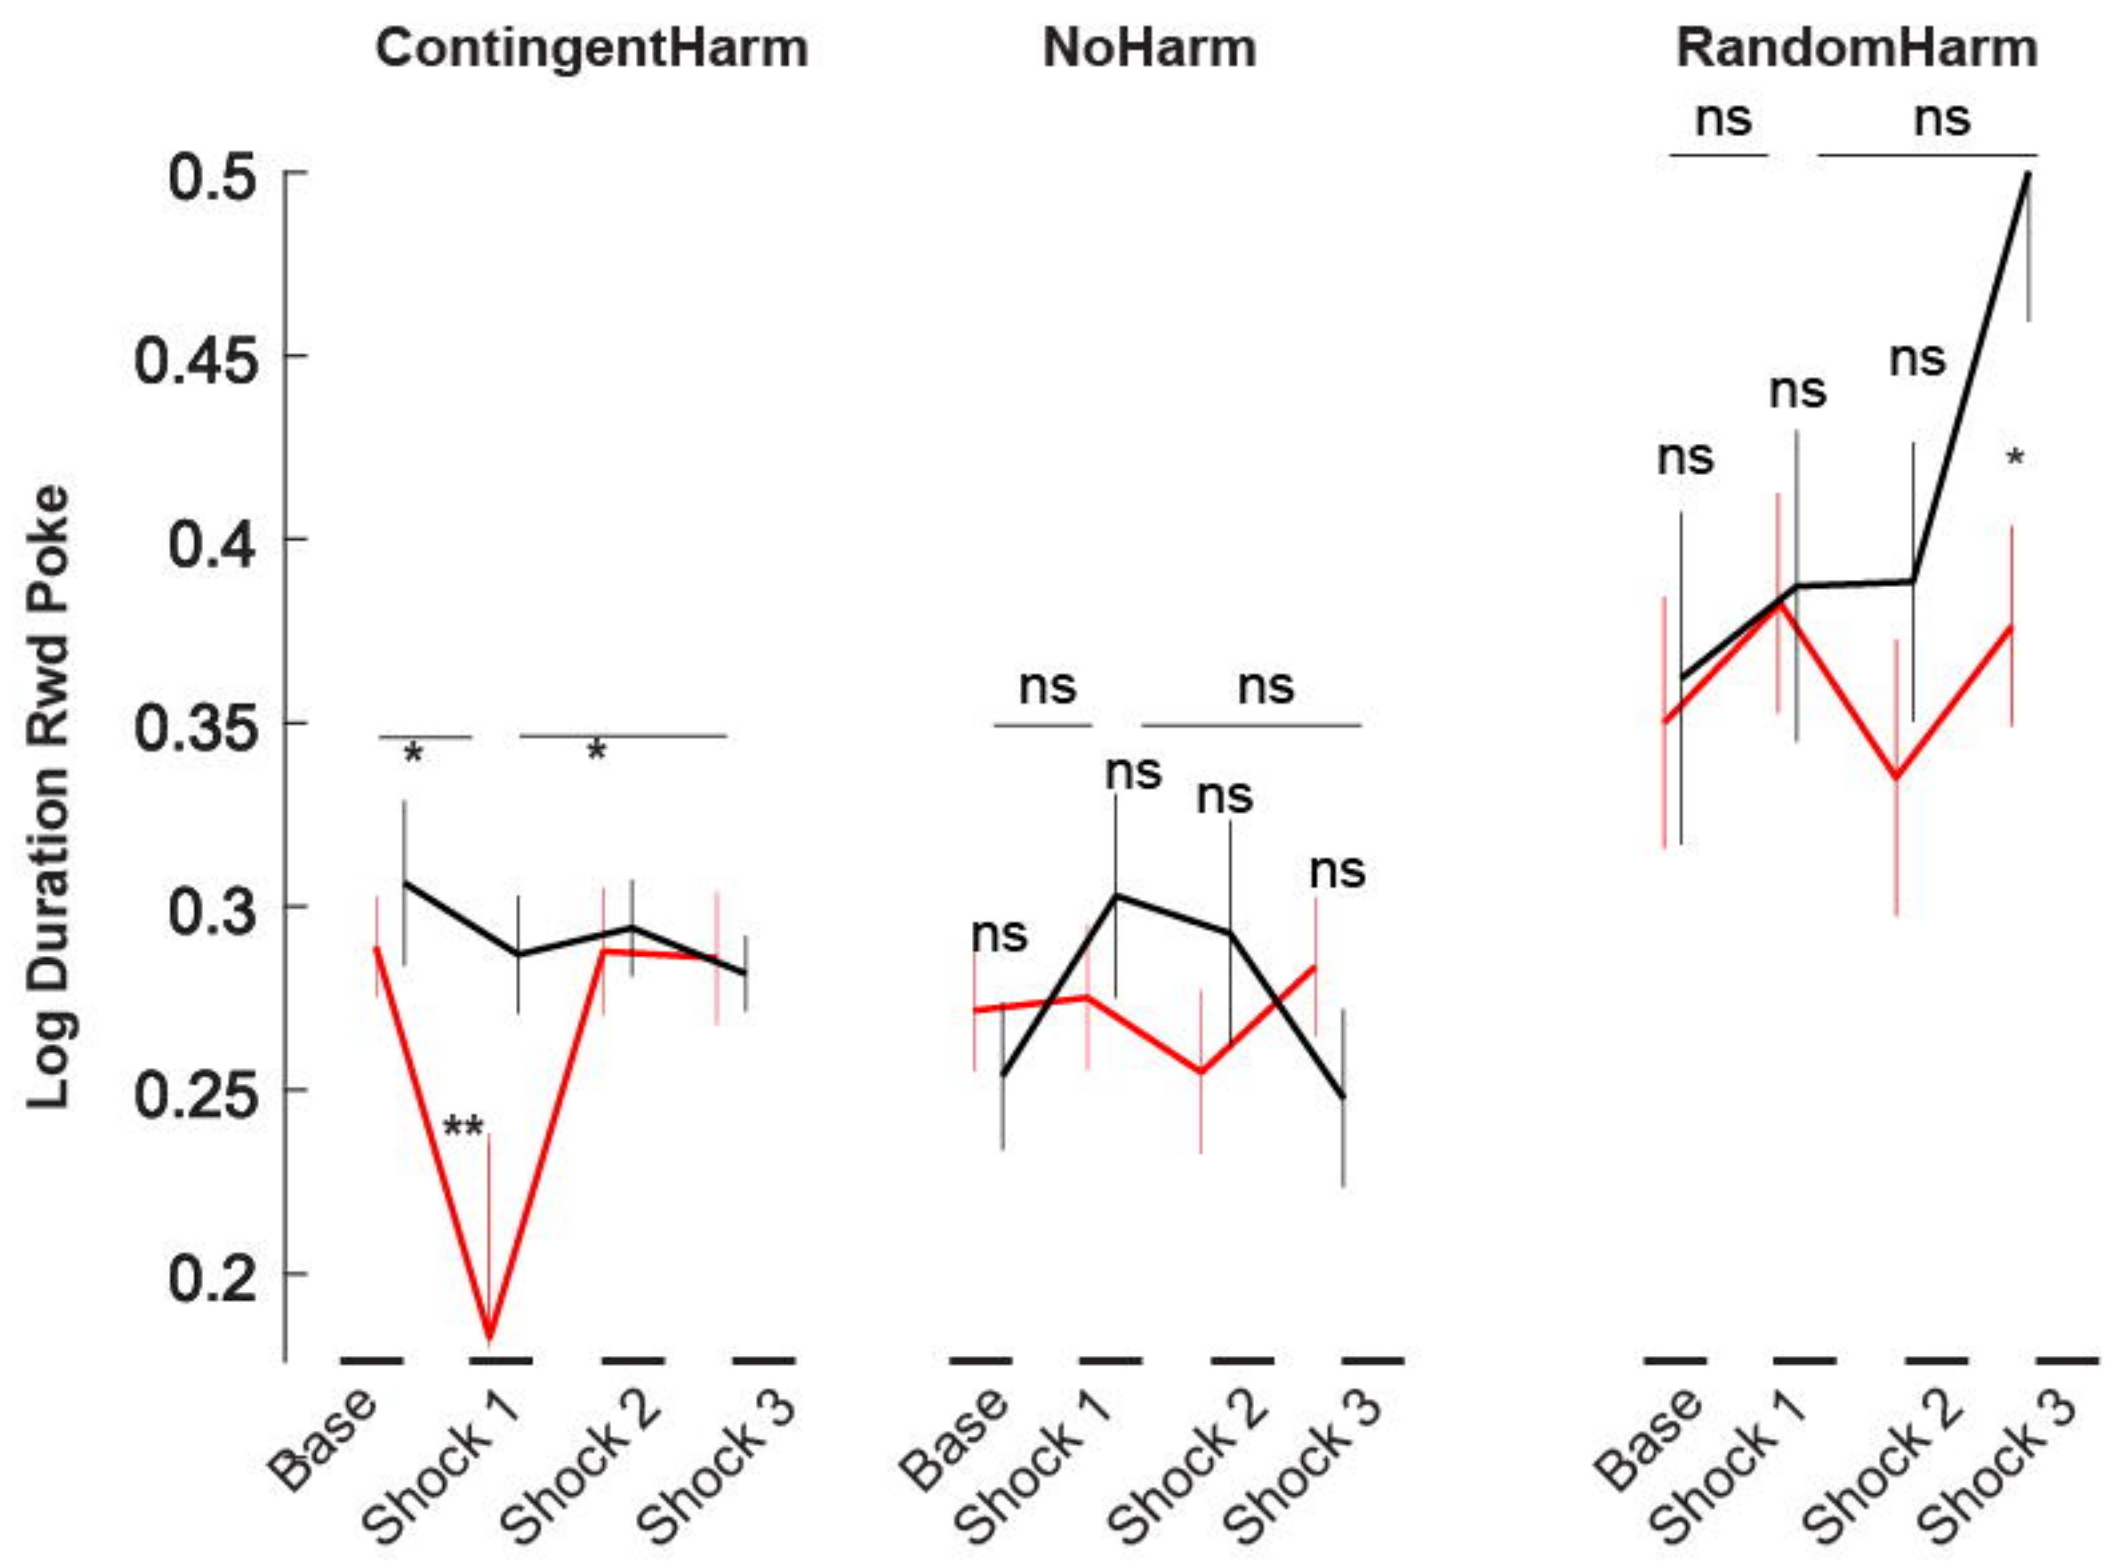 ContingentHarm NoHarm RandomHarm
ns ns
0.5
0.45
ns
ns
*
ns
0.4
Log Duration Rwd Poke
0.35
* *
ns ns
ns
ns
ns
ns
0.3
0.25
**
0.2
Base Shock 1 Shock 2 Shock 3
Base Shock 1 Shock 2 Shock 3
Base Shock 1 Shock 2 Shock 3